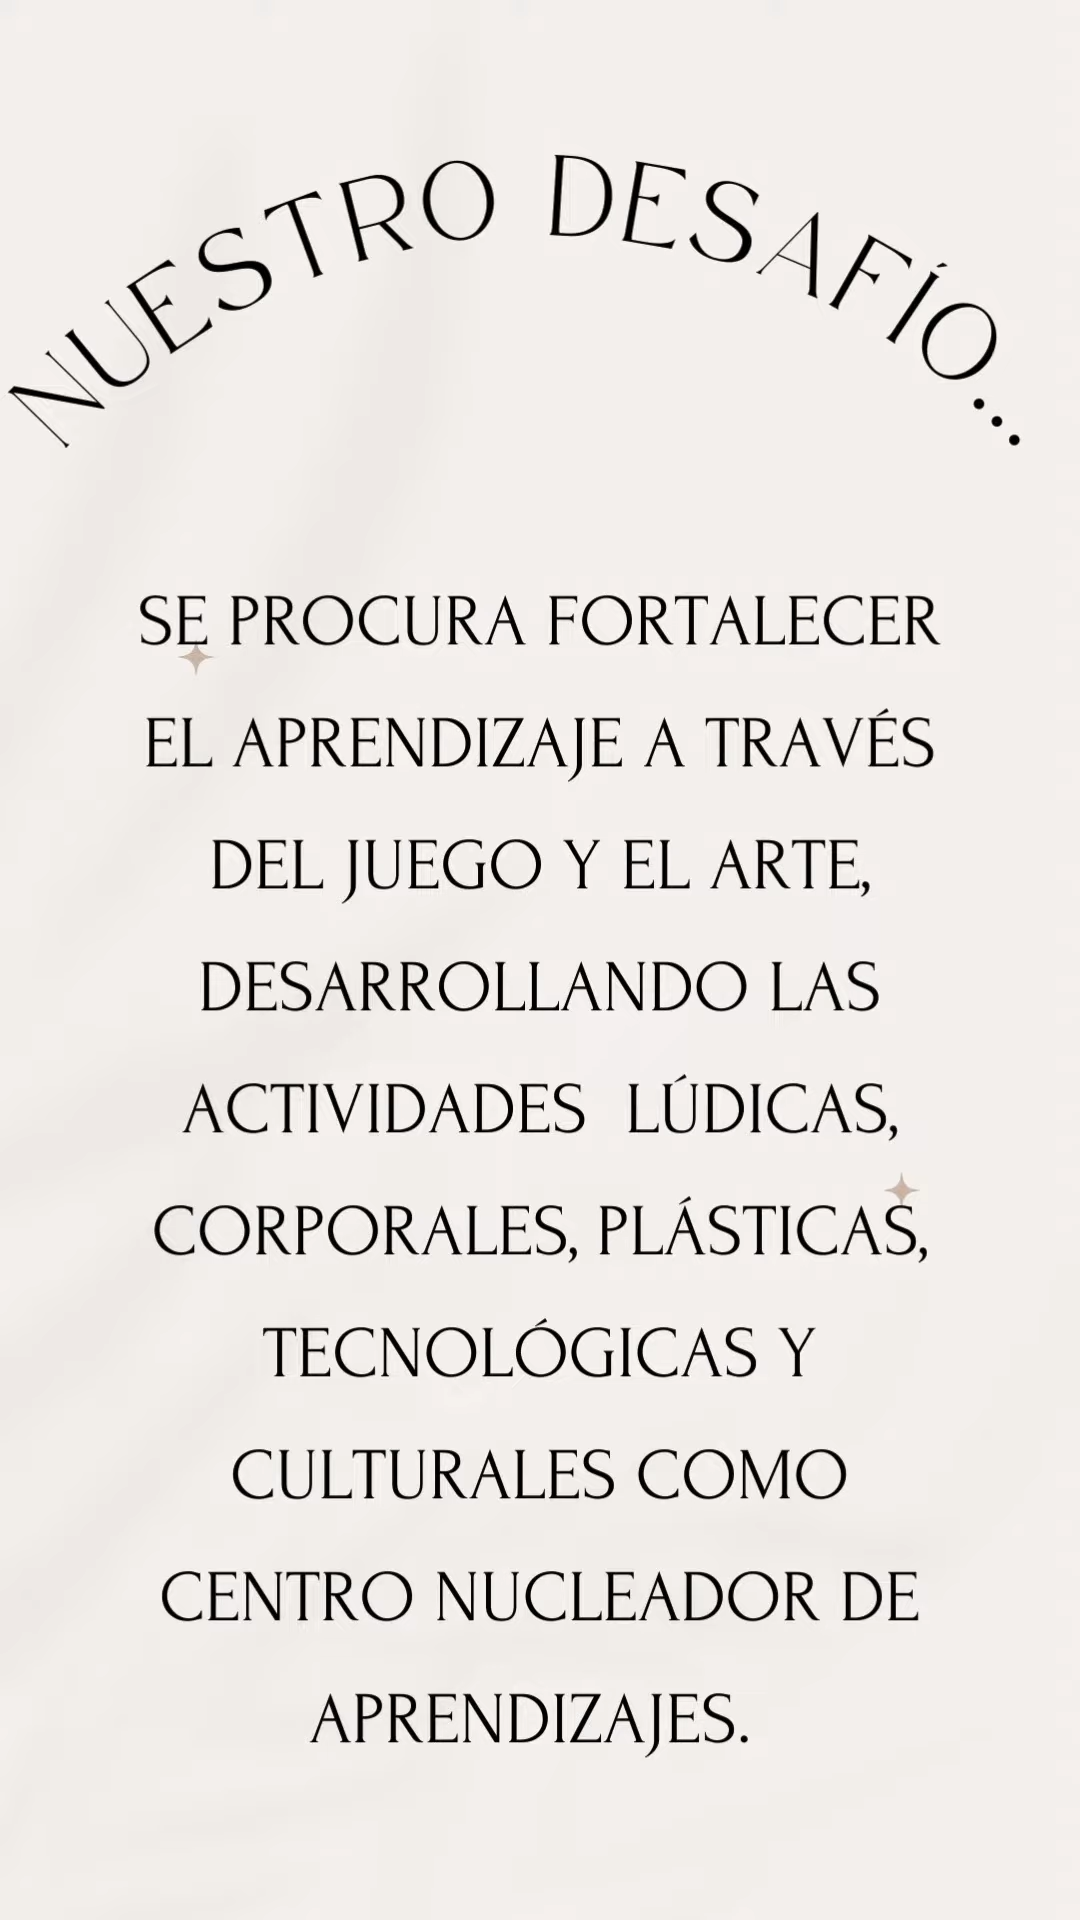 NUESTRO DESAFÍO...
SE PROCURA FORTALECER
EL APRENDIZAJE A TRAVÉS
DEL JUEGO Y EL ARTE,
DESARROLLANDO LAS
ACTIVIDADES LÚDICAS,
CORPORALES, PLÁSTICAS,
TECNOLÓGICAS Y
CULTURALES COMO
CENTRO NUCLEADOR DE
APRENDIZAJES.